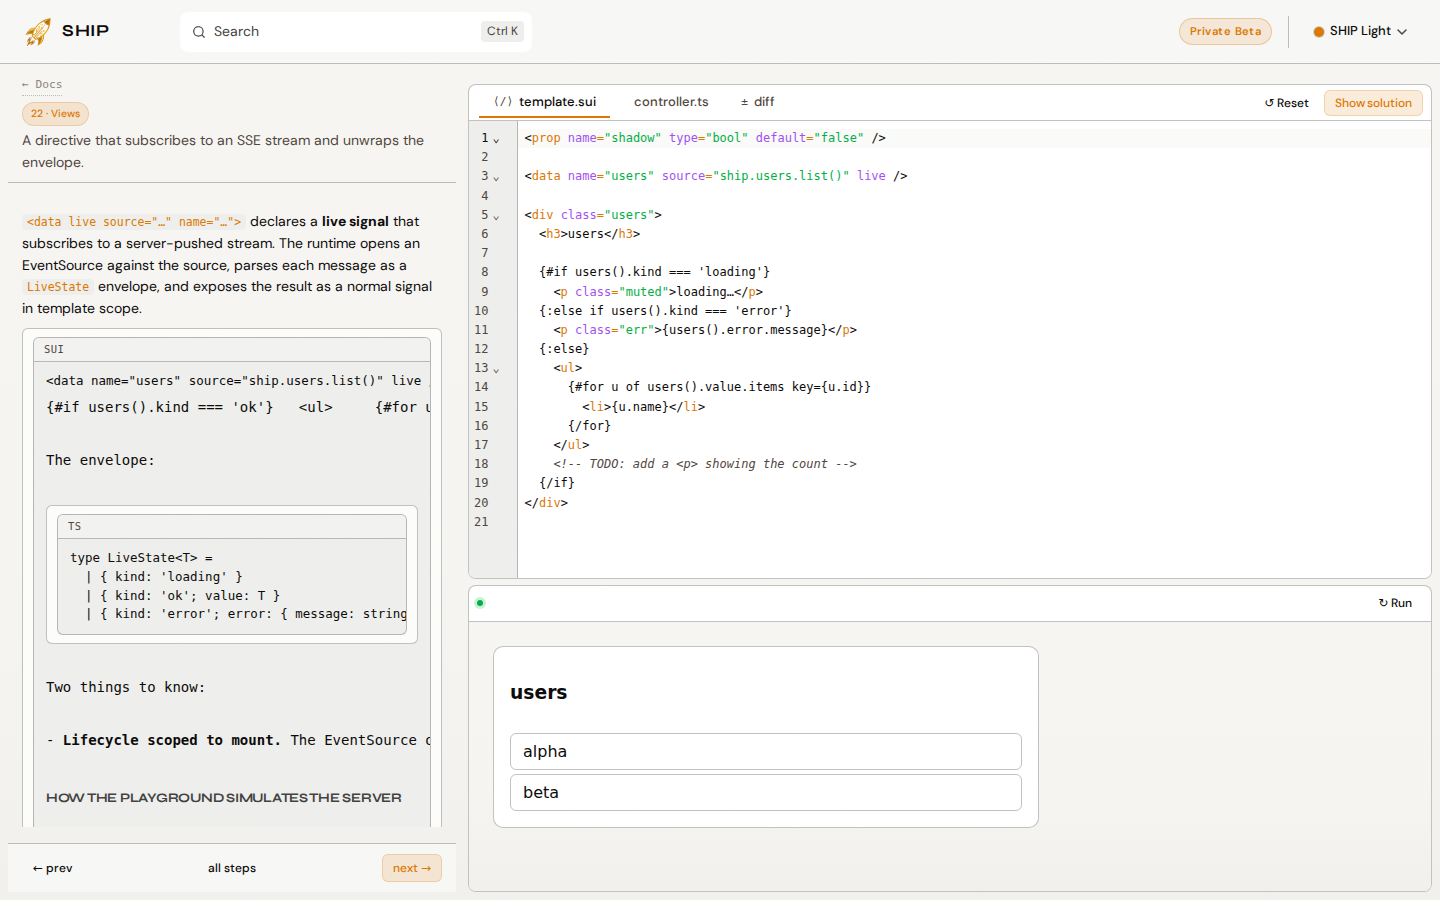 SHIP
Search
Ctrl K
Private Beta
SHIP Light
← Docs
22 · Views
A directive that subscribes to an SSE stream and unwraps the
envelope.
<data live source="…" name="…"> declares a live signal that
subscribes to a server-pushed stream. The runtime opens an
EventSource against the source, parses each message as a
LiveState envelope, and exposes the result as a normal signal
in template scope.
SUI
<data name="users" source="ship.users.list()" live
{#if users().kind === 'ok'}   <ul>     {#for u
The envelope:
TS
type LiveState<T> =
  | { kind: 'loading' }
  | { kind: 'ok'; value: T }
  | { kind: 'error'; error: { message: string
Two things to know:
- Lifecycle scoped to mount. The EventSource
HOW THE PLAYGROUND SIMULATES THE SERVER
← prev
all steps
next →
⟨/⟩ template.sui
controller.ts
± diff
↺ Reset
Show solution
1 <prop name="shadow" type="bool" default="false" />
2
3 <data name="users" source="ship.users.list()" live />
4
5 <div class="users">
6   <h3>users</h3>
7
8   {#if users().kind === 'loading'}
9     <p class="muted">loading…</p>
10   {:else if users().kind === 'error'}
11     <p class="err">{users().error.message}</p>
12   {:else}
13     <ul>
14       {#for u of users().value.items key={u.id}}
15         <li>{u.name}</li>
16       {/for}
17     </ul>
18     <!-- TODO: add a <p> showing the count -->
19   {/if}
20 </div>
21
↻ Run
users
alpha
beta